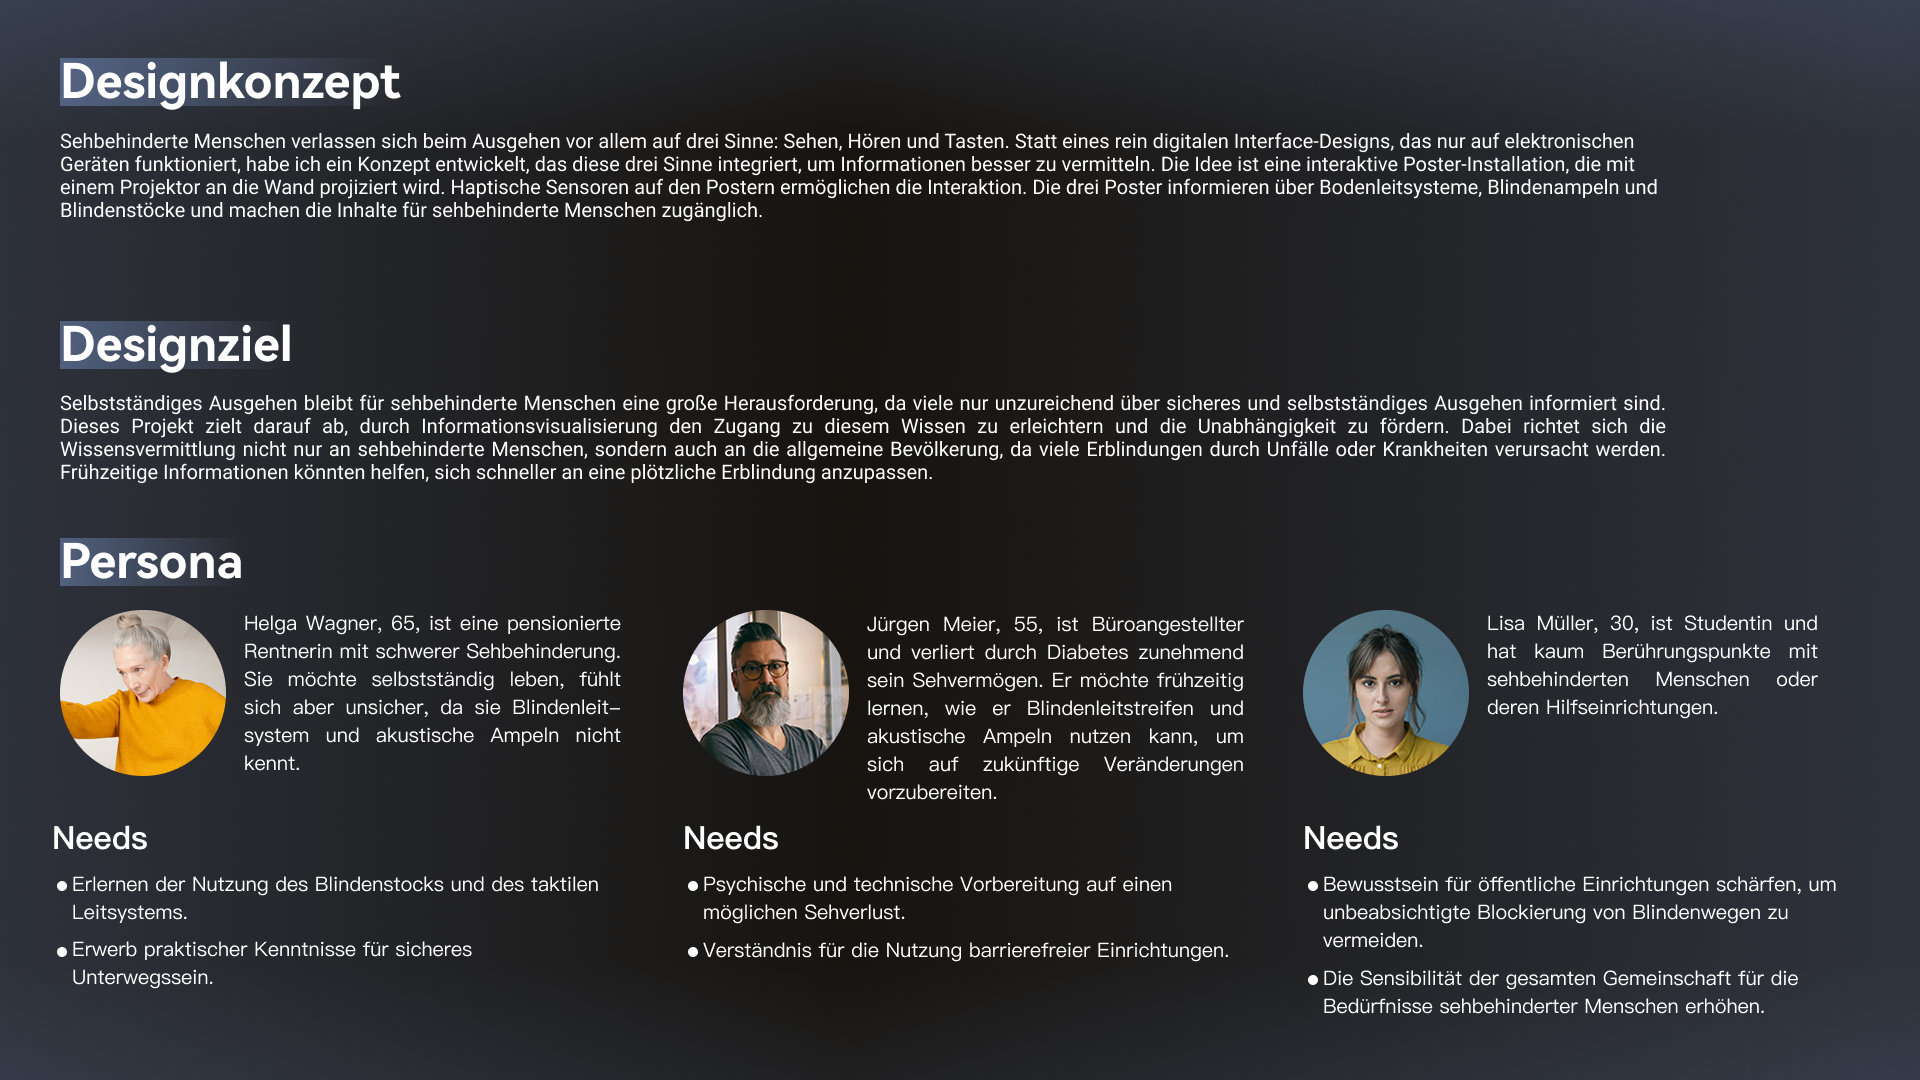 Designkonzept
Sehbehinderte Menschen verlassen sich beim Ausgehen vor allem auf drei Sinne: Sehen, Hören und Tasten. Statt eines rein digitalen Interface-Designs, das nur auf elektronischen
Geräten funktioniert, habe ich ein Konzept entwickelt, das diese drei Sinne integriert, um Informationen besser zu vermitteln. Die Idee ist eine interaktive Poster-Installation, die mit
einem Projektor an die Wand projiziert wird. Haptische Sensoren auf den Postern ermöglichen die Interaktion. Die drei Poster informieren über Bodenleitsysteme, Blindenampeln und
Blindenstöcke und machen die Inhalte für sehbehinderte Menschen zugänglich.
Designziel
Selbstständiges Ausgehen bleibt für sehbehinderte Menschen eine große Herausforderung, da viele nur unzureichend über sicheres und selbstständiges Ausgehen informiert sind.
Dieses Projekt zielt darauf ab, durch Informationsvisualisierung den Zugang zu diesem Wissen zu erleichtern und die Unabhängigkeit zu fördern. Dabei richtet sich die
Wissensvermittlung nicht nur an sehbehinderte Menschen, sondern auch an die allgemeine Bevölkerung, da viele Erblindungen durch Unfälle oder Krankheiten verursacht werden.
Frühzeitige Informationen könnten helfen, sich schneller an eine plötzliche Erblindung anzupassen.
Persona
Helga Wagner, 65, ist eine pensionierte
Rentnerin mit schwerer Sehbehinderung.
Sie möchte selbstständig leben, fühlt
sich aber unsicher, da sie Blindenleit–
system und akustische Ampeln nicht
kennt.
Needs
Erlernen der Nutzung des Blindenstocks und des taktilen
Leitsystems.
Erwerb praktischer Kenntnisse für sicheres
Unterwegssein.
Jürgen Meier, 55, ist Büroangestellter
und verliert durch Diabetes zunehmend
sein Sehvermögen. Er möchte frühzeitig
lernen, wie er Blindenleitstreifen und
akustische Ampeln nutzen kann, um
sich auf zukünftige Veränderungen
vorzubereiten.
Needs
Psychische und technische Vorbereitung auf einen
möglichen Sehverlust.
Verständnis für die Nutzung barrierefreier Einrichtungen.
Lisa Müller, 30, ist Studentin und
hat kaum Berührungspunkte mit
sehbehinderten Menschen oder
deren Hilfseinrichtungen.
Needs
Bewusstsein für öffentliche Einrichtungen schärfen, um
unbeabsichtigte Blockierung von Blindenwegen zu
vermeiden.
Die Sensibilität der gesamten Gemeinschaft für die
Bedürfnisse sehbehinderter Menschen erhöhen.